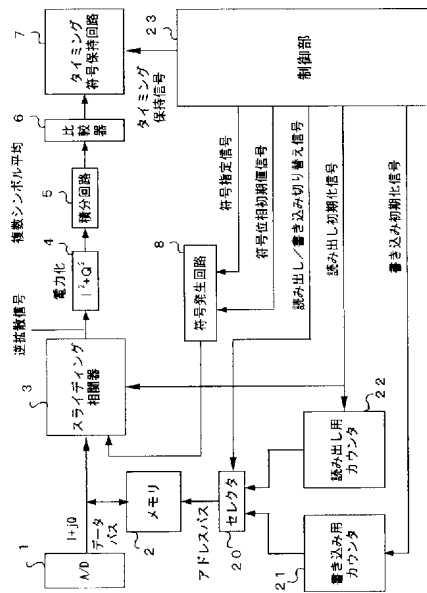 1
A/D
I+jQ
データ
バス
メモリ
2
アドレスバス
セレクタ
20
書き込み用
カウンタ
21
読み出し用
カウンタ
22
3
スライディング
相関器
逆拡散信号
4
電力化
I²+Q²
5
積分回路
複数シンボル平均
6
比較器
7
タイミング
符号保持回路
タイミング
保持信号
8
符号発生回路
符号指定信号
符号位相初期値信号
読み出し/書き込み切り替え信号
読み出し初期化信号
書き込み初期化信号
23
制御部